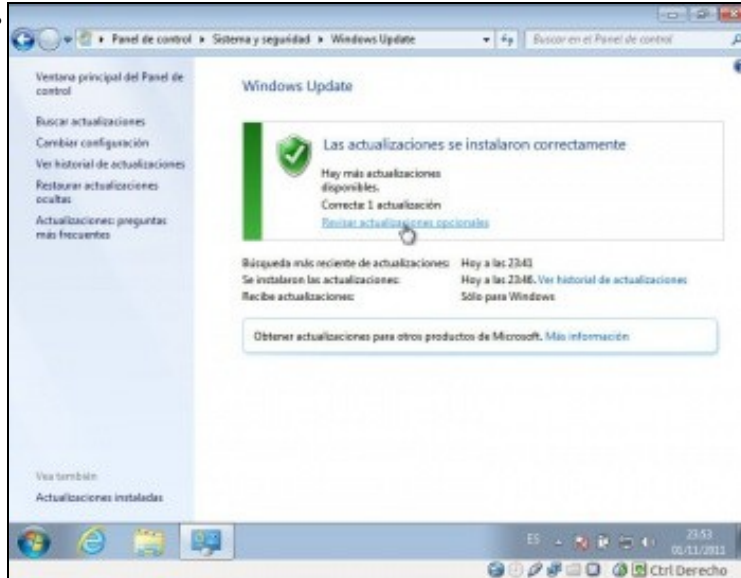 Panel de control ▸ Sistema y seguridad ▸ Windows Update
Buscar en el Panel de control
Ventana principal del Panel de
control
Buscar actualizaciones
Cambiar configuración
Ver historial de actualizaciones
Restaurar actualizaciones
ocultas
Actualizaciones: preguntas
más frecuentes
Vea también
Actualizaciones instaladas
Windows Update
Las actualizaciones se instalaron correctamente
Hay más actualizaciones
disponibles.
Correcta: 1 actualización
Revisar actualizaciones opcionales
Búsqueda más reciente de actualizaciones: Hoy a las 23:41
Se instalaron las actualizaciones: Hoy a las 23:46. Ver historial de actualizaciones
Recibe actualizaciones: Sólo para Windows
Obtener actualizaciones para otros productos de Microsoft. Más información
ES
23:53
01/11/2011
Ctrl Derecho